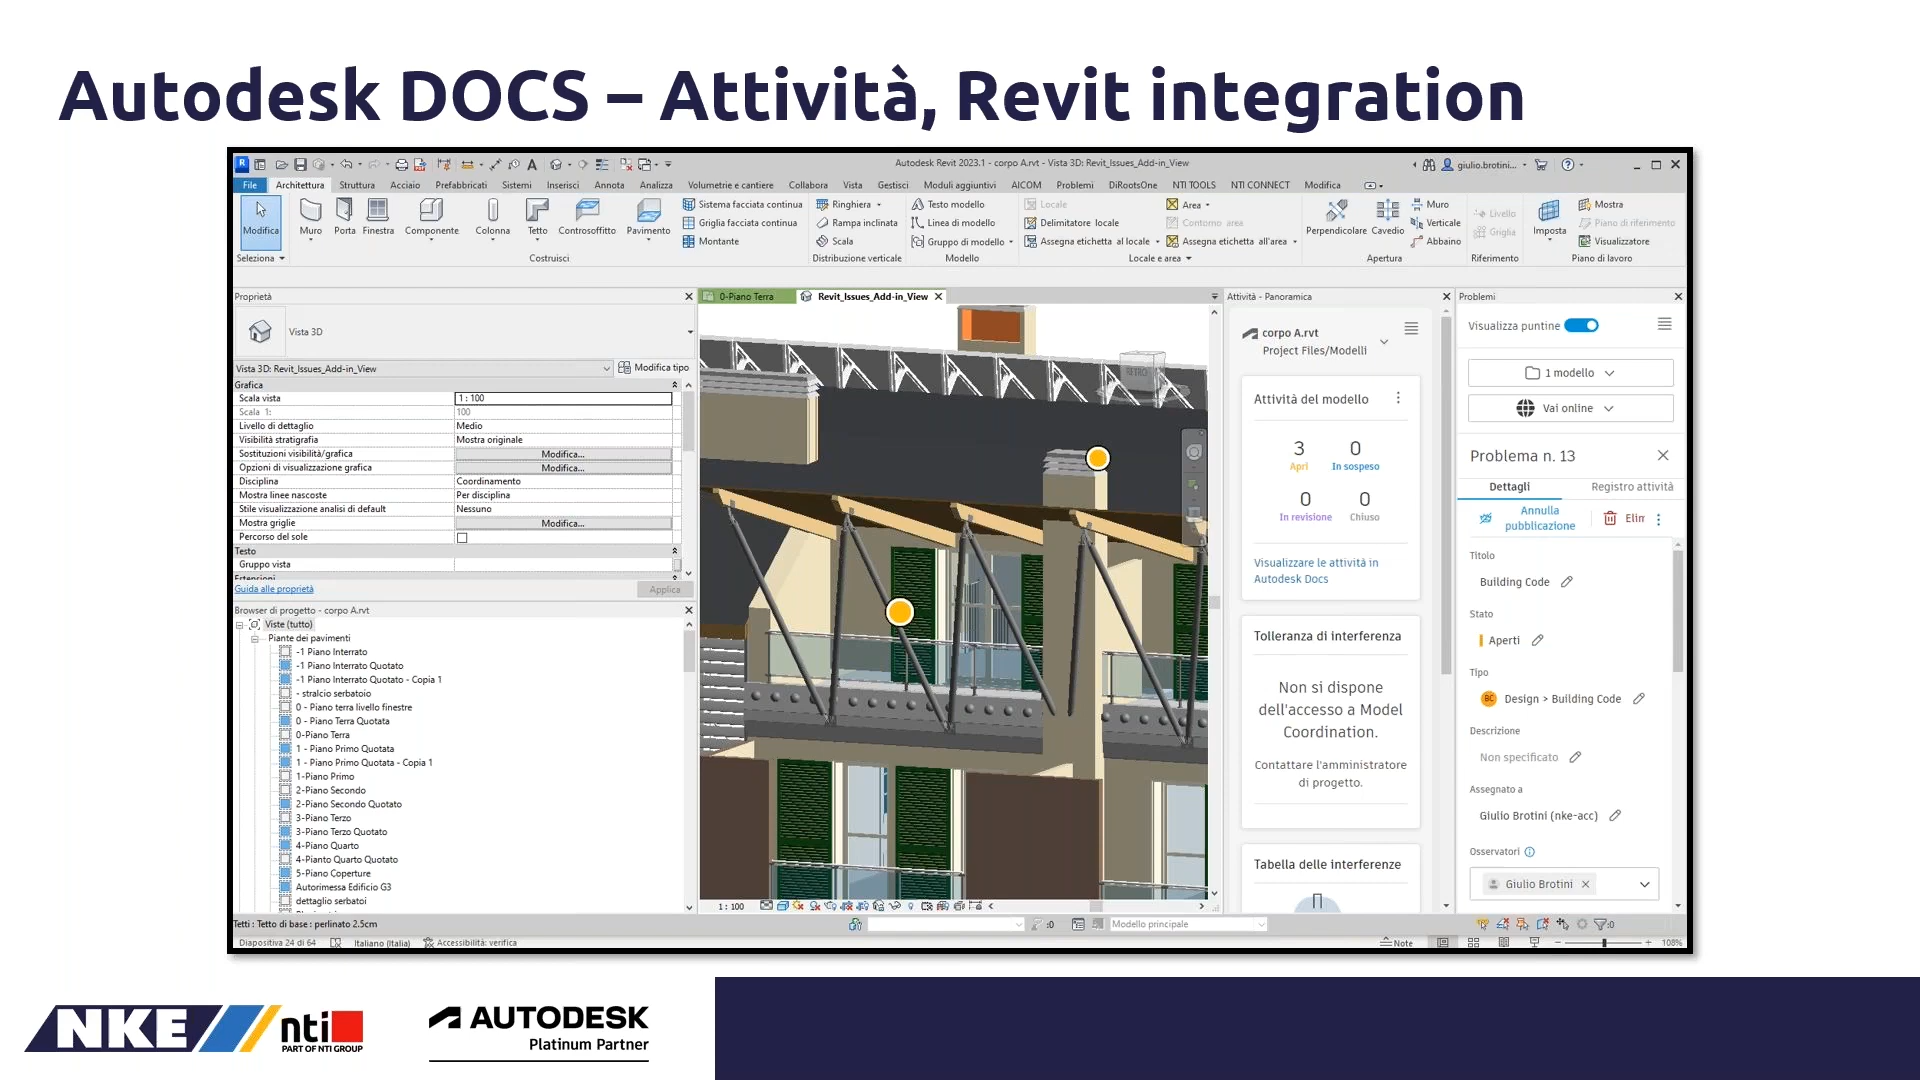 Autodesk DOCS – Attività, Revit integration
Autodesk Revit 2023.1 - corpo A.rvt - Vista 3D: Revit_Issues_Add-in_View
giulio.brotini...
File Architettura Struttura Acciaio Prefabbricati Sistemi Inserisci Annota Analizza Volumetrie e cantiere Collabora Vista Gestisci Moduli aggiuntivi AICOM Problemi DiRootsOne NTI TOOLS NTI CONNECT Modifica
Modifica
Muro Porta Finestra Componente Colonna Tetto Controsoffitto Pavimento
Sistema facciata continua
Griglia facciata continua
Montante
Ringhiera
Rampa inclinata
Scala
Testo modello
Linea di modello
Gruppo di modello
Locale
Delimitatore locale
Assegna etichetta al locale
Area
Contorno area
Assegna etichetta all'area
Perpendicolare Cavedio
Muro
Verticale
Abbaino
Livello
Griglia
Imposta
Mostra
Piano di riferimento
Visualizzatore
Seleziona Costruisci Distribuzione verticale Modello Locale e area Apertura Riferimento Piano di lavoro
Proprietà
Vista 3D
Vista 3D: Revit_Issues_Add-in_View Modifica tipo
Grafica
Scala vista 1 : 100
Scala 1: 100
Livello di dettaglio Medio
Visibilità stratigrafia Mostra originale
Sostituzioni visibilità/grafica Modifica...
Opzioni di visualizzazione grafica Modifica...
Disciplina Coordinamento
Mostra linee nascoste Per disciplina
Stile visualizzazione analisi di default Nessuno
Mostra griglie Modifica...
Percorso del sole
Testo
Gruppo vista
Estensioni
Guida alle proprietà Applica
Browser di progetto - corpo A.rvt
Viste (tutto)
Piante dei pavimenti
-1 Piano Interrato
-1 Piano Interrato Quotato
-1 Piano Interrato Quotato - Copia 1
- stralcio serbatoio
0 - Piano terra livello finestre
0 - Piano Terra Quotata
0-Piano Terra
1 - Piano Primo Quotata
1 - Piano Primo Quotata - Copia 1
1-Piano Primo
2-Piano Secondo
2-Piano Secondo Quotato
3-Piano Terzo
3-Piano Terzo Quotato
4-Piano Quarto
4-Pianto Quarto Quotato
5-Piano Coperture
Autorimessa Edificio G3
dettaglio serbatoi
0-Piano Terra Revit_Issues_Add-in_View
RETRO
1 : 100
Attività - Panoramica
corpo A.rvt
Project Files/Modelli
Attività del modello
3 0
Apri In sospeso
0 0
In revisione Chiuso
Visualizzare le attività in
Autodesk Docs
Tolleranza di interferenza
Non si dispone
dell'accesso a Model
Coordination.
Contattare l'amministratore
di progetto.
Tabella delle interferenze
Problemi
Visualizza puntine
1 modello
Vai online
Problema n. 13
Dettagli Registro attività
Annulla
pubblicazione
Elin
Titolo
Building Code
Stato
Aperti
Tipo
BC Design > Building Code
Descrizione
Non specificato
Assegnato a
Giulio Brotini (nke-acc)
Osservatori
Giulio Brotini
Tetti : Tetto di base : perlinato 2.5cm :0 Modello principale :0
Diapositiva 24 di 64 Italiano (Italia) Accessibilità: verifica Note 108%
NKE nti
PART OF NTI GROUP
AUTODESK
Platinum Partner